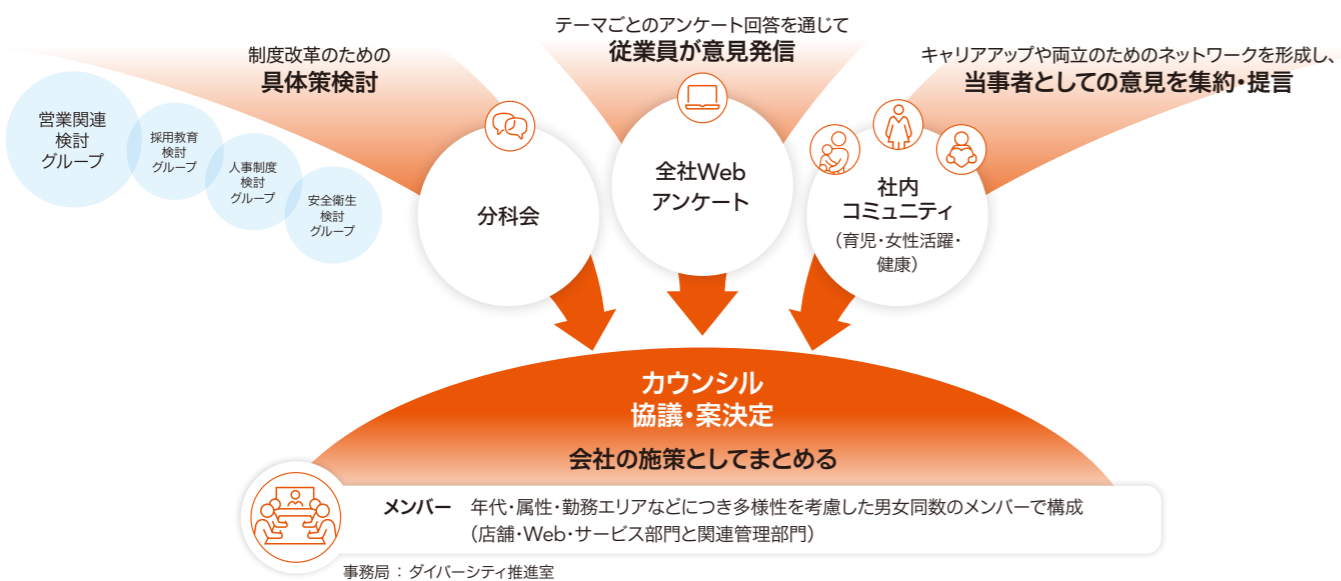 制度改革のための
具体策検討
営業関連
検討
グループ
採用教育
検討
グループ
人事制度
検討
グループ
安全衛生
検討
グループ
分科会
テーマごとのアンケート回答を通じて
従業員が意見発信
全社Web
アンケート
キャリアアップや両立のためのネットワークを形成し、
当事者としての意見を集約・提言
社内
コミュニティ
（育児・女性活躍・
健康）
カウンシル
協議・案決定
会社の施策としてまとめる
メンバー 年代・属性・勤務エリアなどにつき多様性を考慮した男女同数のメンバーで構成
（店舗・Web・サービス部門と関連管理部門）
事務局 : ダイバーシティ推進室